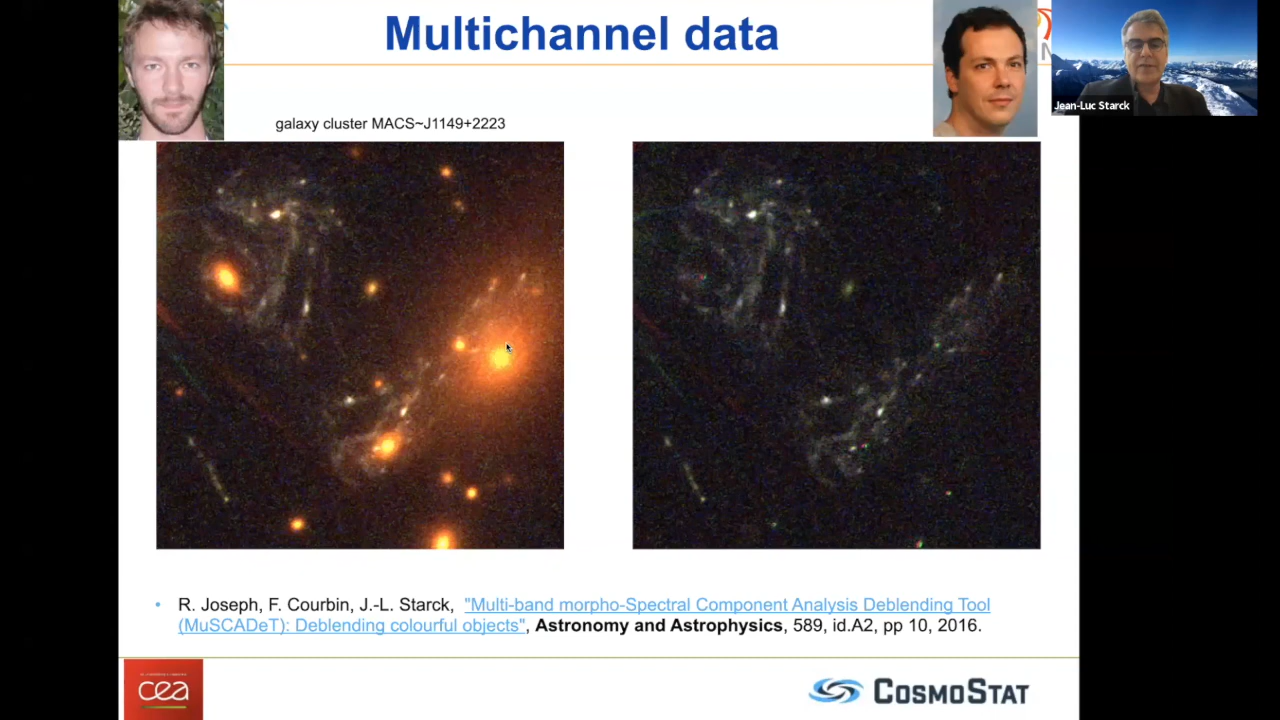 Multichannel data
Jean-Luc Starck
galaxy cluster MACS~J1149+2223
• R. Joseph, F. Courbin, J.-L. Starck, "Multi-band morpho-Spectral Component Analysis Deblending Tool
(MuSCADeT): Deblending colourful objects", Astronomy and Astrophysics, 589, id.A2, pp 10, 2016.
cea
COSMOSTAT